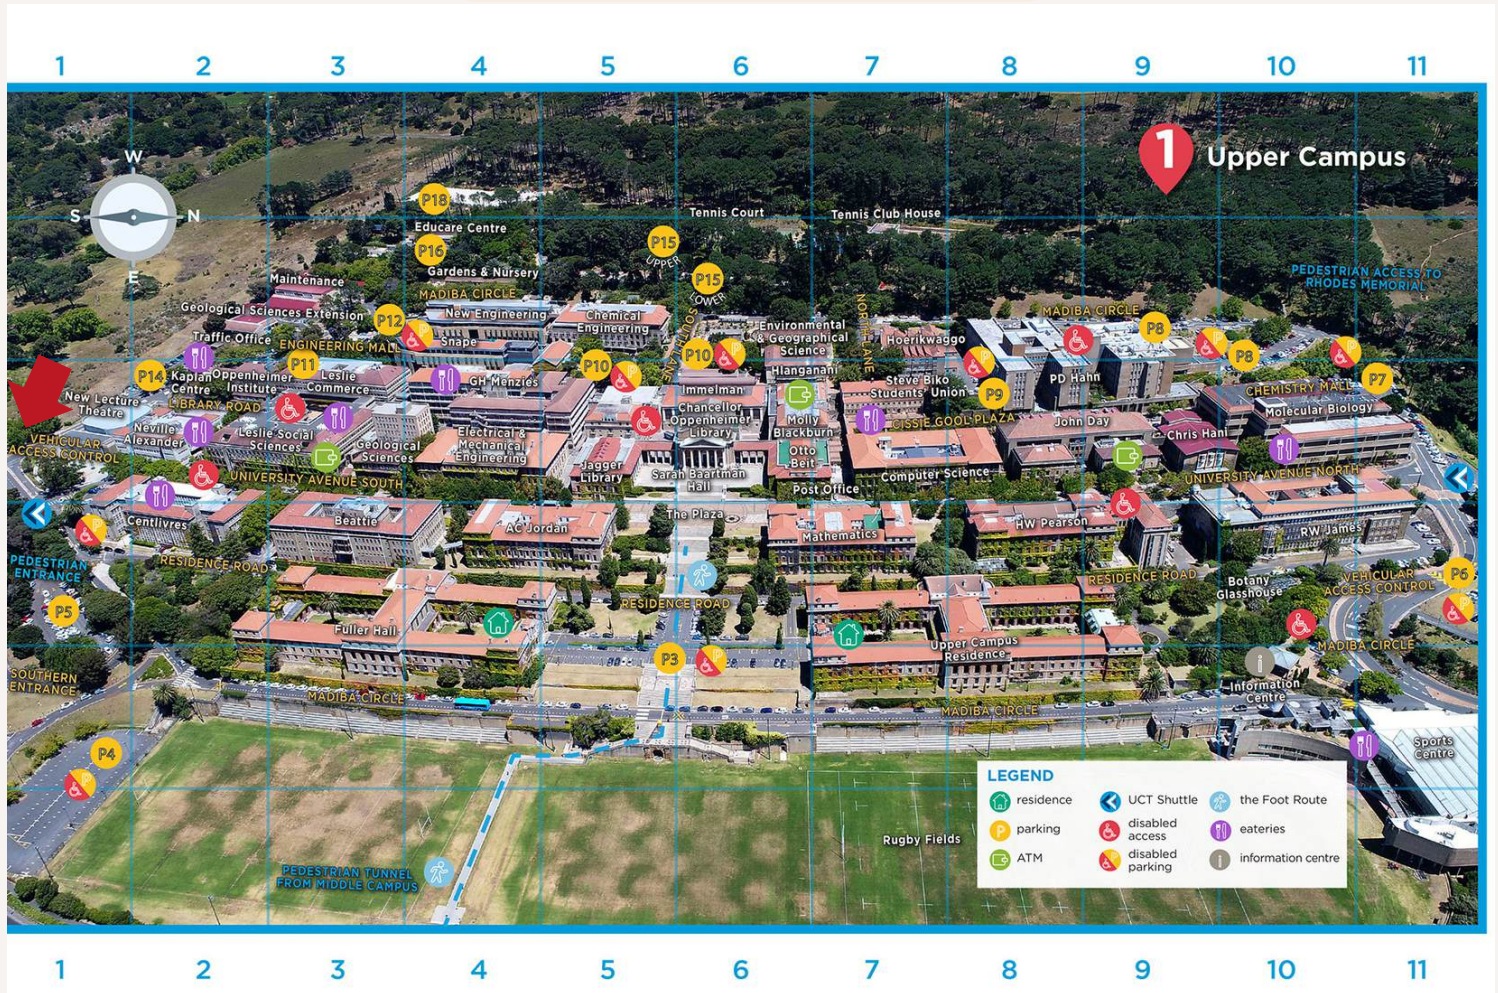 1 2 3 4 5 6 7 8 9 10 11
1 Upper Campus
W
S N
E
P18
Educare Centre
P16
Gardens & Nursery
MADIBA CIRCLE
Tennis Court
Tennis Club House
P15
UPPER
P15
LOWER
PEDESTRIAN ACCESS TO
RHODES MEMORIAL
Maintenance
Geological Sciences Extension
P12
New Engineering
Chemical
Engineering
Environmental
& Geographical
Science
NORTH LANE
Hoerikwaggo
MADIBA CIRCLE
P8
P8
Traffic Office
ENGINEERING MALL
Snape
P10
P10
P
P
P
P
P
P
Hlanganani
P14
Kaplan
Centre
Oppenheimer
Institute
P11
Leslie
Commerce
GH Menzies
Immelman
Steve Biko
Students' Union
P9
PD Hahn
CHEMISTRY MALL
P7
New Lecture
Theatre
LIBRARY ROAD
Chancellor
Oppenheimer
Library
Molly
Blackburn
CISSIE GOOL PLAZA
John Day
Molecular Biology
VEHICULAR
ACCESS CONTROL
Neville
Alexander
Leslie Social
Sciences
Geological
Sciences
Electrical &
Mechanical
Engineering
Otto
Beit
Chris Hani
Jagger
Library
Sarah Baartman
Hall
Computer Science
UNIVERSITY AVENUE SOUTH
UNIVERSITY AVENUE NORTH
Post Office
Centlivres
Beattie
AC Jordan
The Plaza
Mathematics
HW Pearson
RW James
P
PEDESTRIAN
ENTRANCE
RESIDENCE ROAD
P5
RESIDENCE ROAD
RESIDENCE ROAD
Botany
Glasshouse
VEHICULAR
ACCESS CONTROL
P6
P
Fuller Hall
Upper Campus
Residence
MADIBA CIRCLE
P3
P
SOUTHERN
ENTRANCE
MADIBA CIRCLE
MADIBA CIRCLE
i
Information
Centre
P4
P
Sports
Centre
Rugby Fields
PEDESTRIAN TUNNEL
FROM MIDDLE CAMPUS
LEGEND
residence
UCT Shuttle
the Foot Route
P parking
disabled
access
eateries
ATM
P disabled
parking
i information centre
1 2 3 4 5 6 7 8 9 10 11